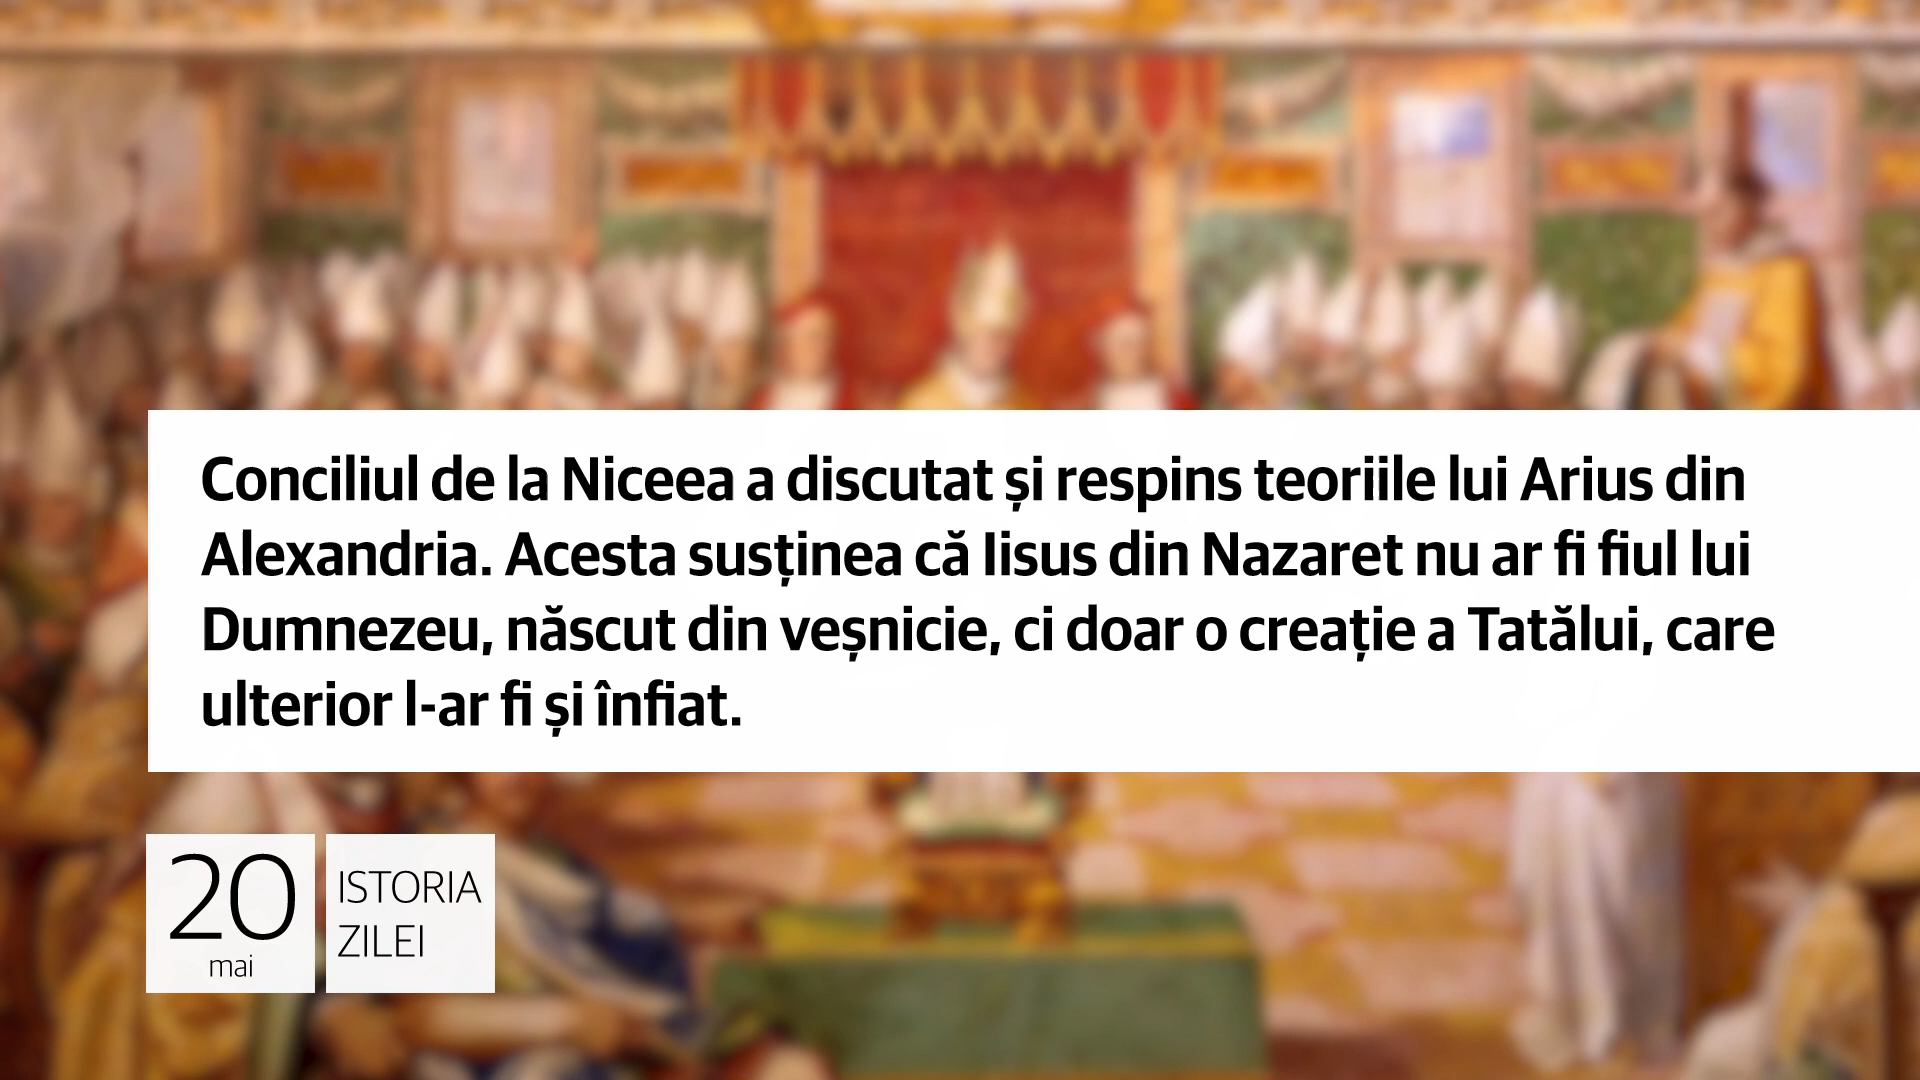 Conciliul de la Niceea a discutat și respins teoriile lui Arius din
Alexandria. Acesta susținea că Iisus din Nazaret nu ar fi fiul lui
Dumnezeu, născut din veșnicie, ci doar o creație a Tatălui, care
ulterior l-ar fi și înfiat.
20
mai
ISTORIA
ZILEI